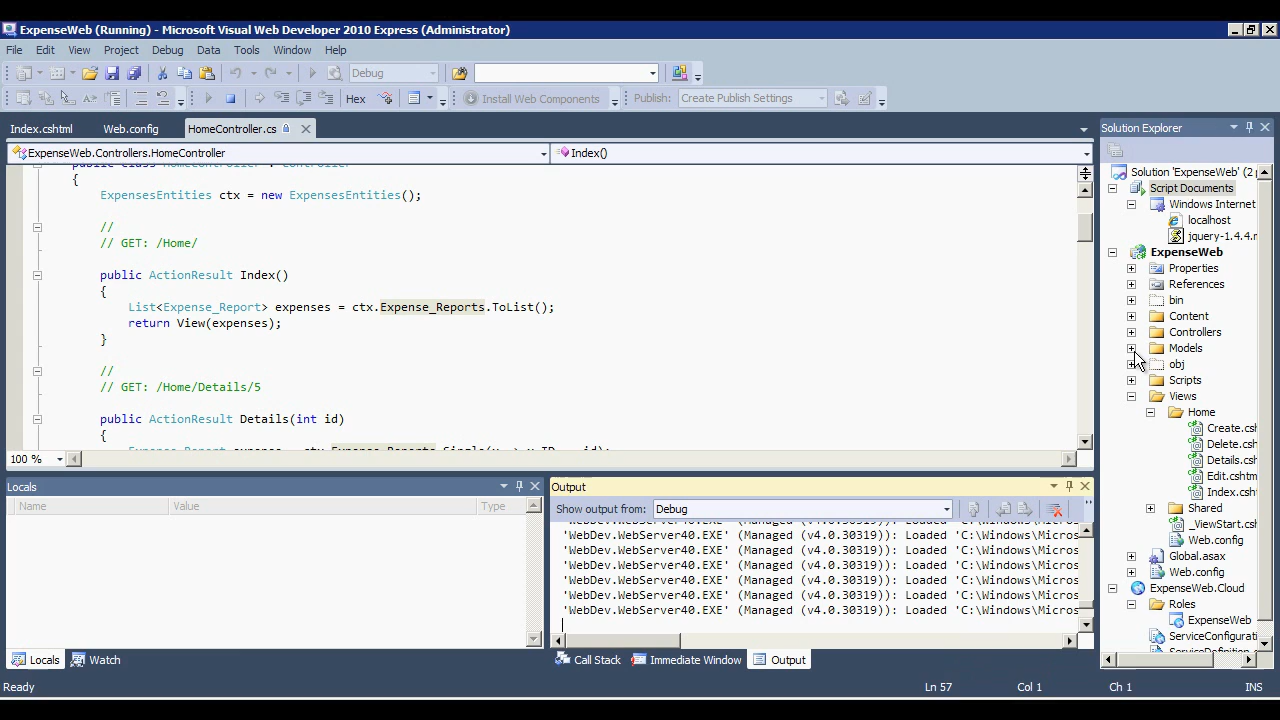 ExpenseWeb (Running) - Microsoft Visual Web Developer 2010 Express (Administrator)
File Edit View Project Debug Data Tools Window Help
Debug
Hex Install Web Components Publish: Create Publish Settings
Index.cshtml Web.config HomeController.cs
ExpenseWeb.Controllers.HomeController Index()
{
ExpensesEntities ctx = new ExpensesEntities();
//
// GET: /Home/
public ActionResult Index()
{
List<Expense_Report> expenses = ctx.Expense_Reports.ToList();
return View(expenses);
}
//
// GET: /Home/Details/5
public ActionResult Details(int id)
{
100 %
Solution Explorer
Solution 'ExpenseWeb' (2 p
Script Documents
Windows Internet
localhost
jquery-1.4.4.m
ExpenseWeb
Properties
References
bin
Content
Controllers
Models
obj
Scripts
Views
Home
Create.csh
Delete.csh
Details.csh
Edit.cshtm
Index.csh
Shared
_ViewStart.csh
Web.config
Global.asax
Web.config
ExpenseWeb.Cloud
Roles
ExpenseWeb
ServiceConfigurati
Locals
Name Value Type
Locals Watch
Output
Show output from: Debug
'WebDev.WebServer40.EXE' (Managed (v4.0.30319)): Loaded 'C:\Windows\Micros
'WebDev.WebServer40.EXE' (Managed (v4.0.30319)): Loaded 'C:\Windows\Micros
'WebDev.WebServer40.EXE' (Managed (v4.0.30319)): Loaded 'C:\Windows\Micros
'WebDev.WebServer40.EXE' (Managed (v4.0.30319)): Loaded 'C:\Windows\Micros
'WebDev.WebServer40.EXE' (Managed (v4.0.30319)): Loaded 'C:\Windows\Micros
'WebDev.WebServer40.EXE' (Managed (v4.0.30319)): Loaded 'C:\Windows\Micros
Call Stack Immediate Window Output
Ready Ln 57 Col 1 Ch 1 INS